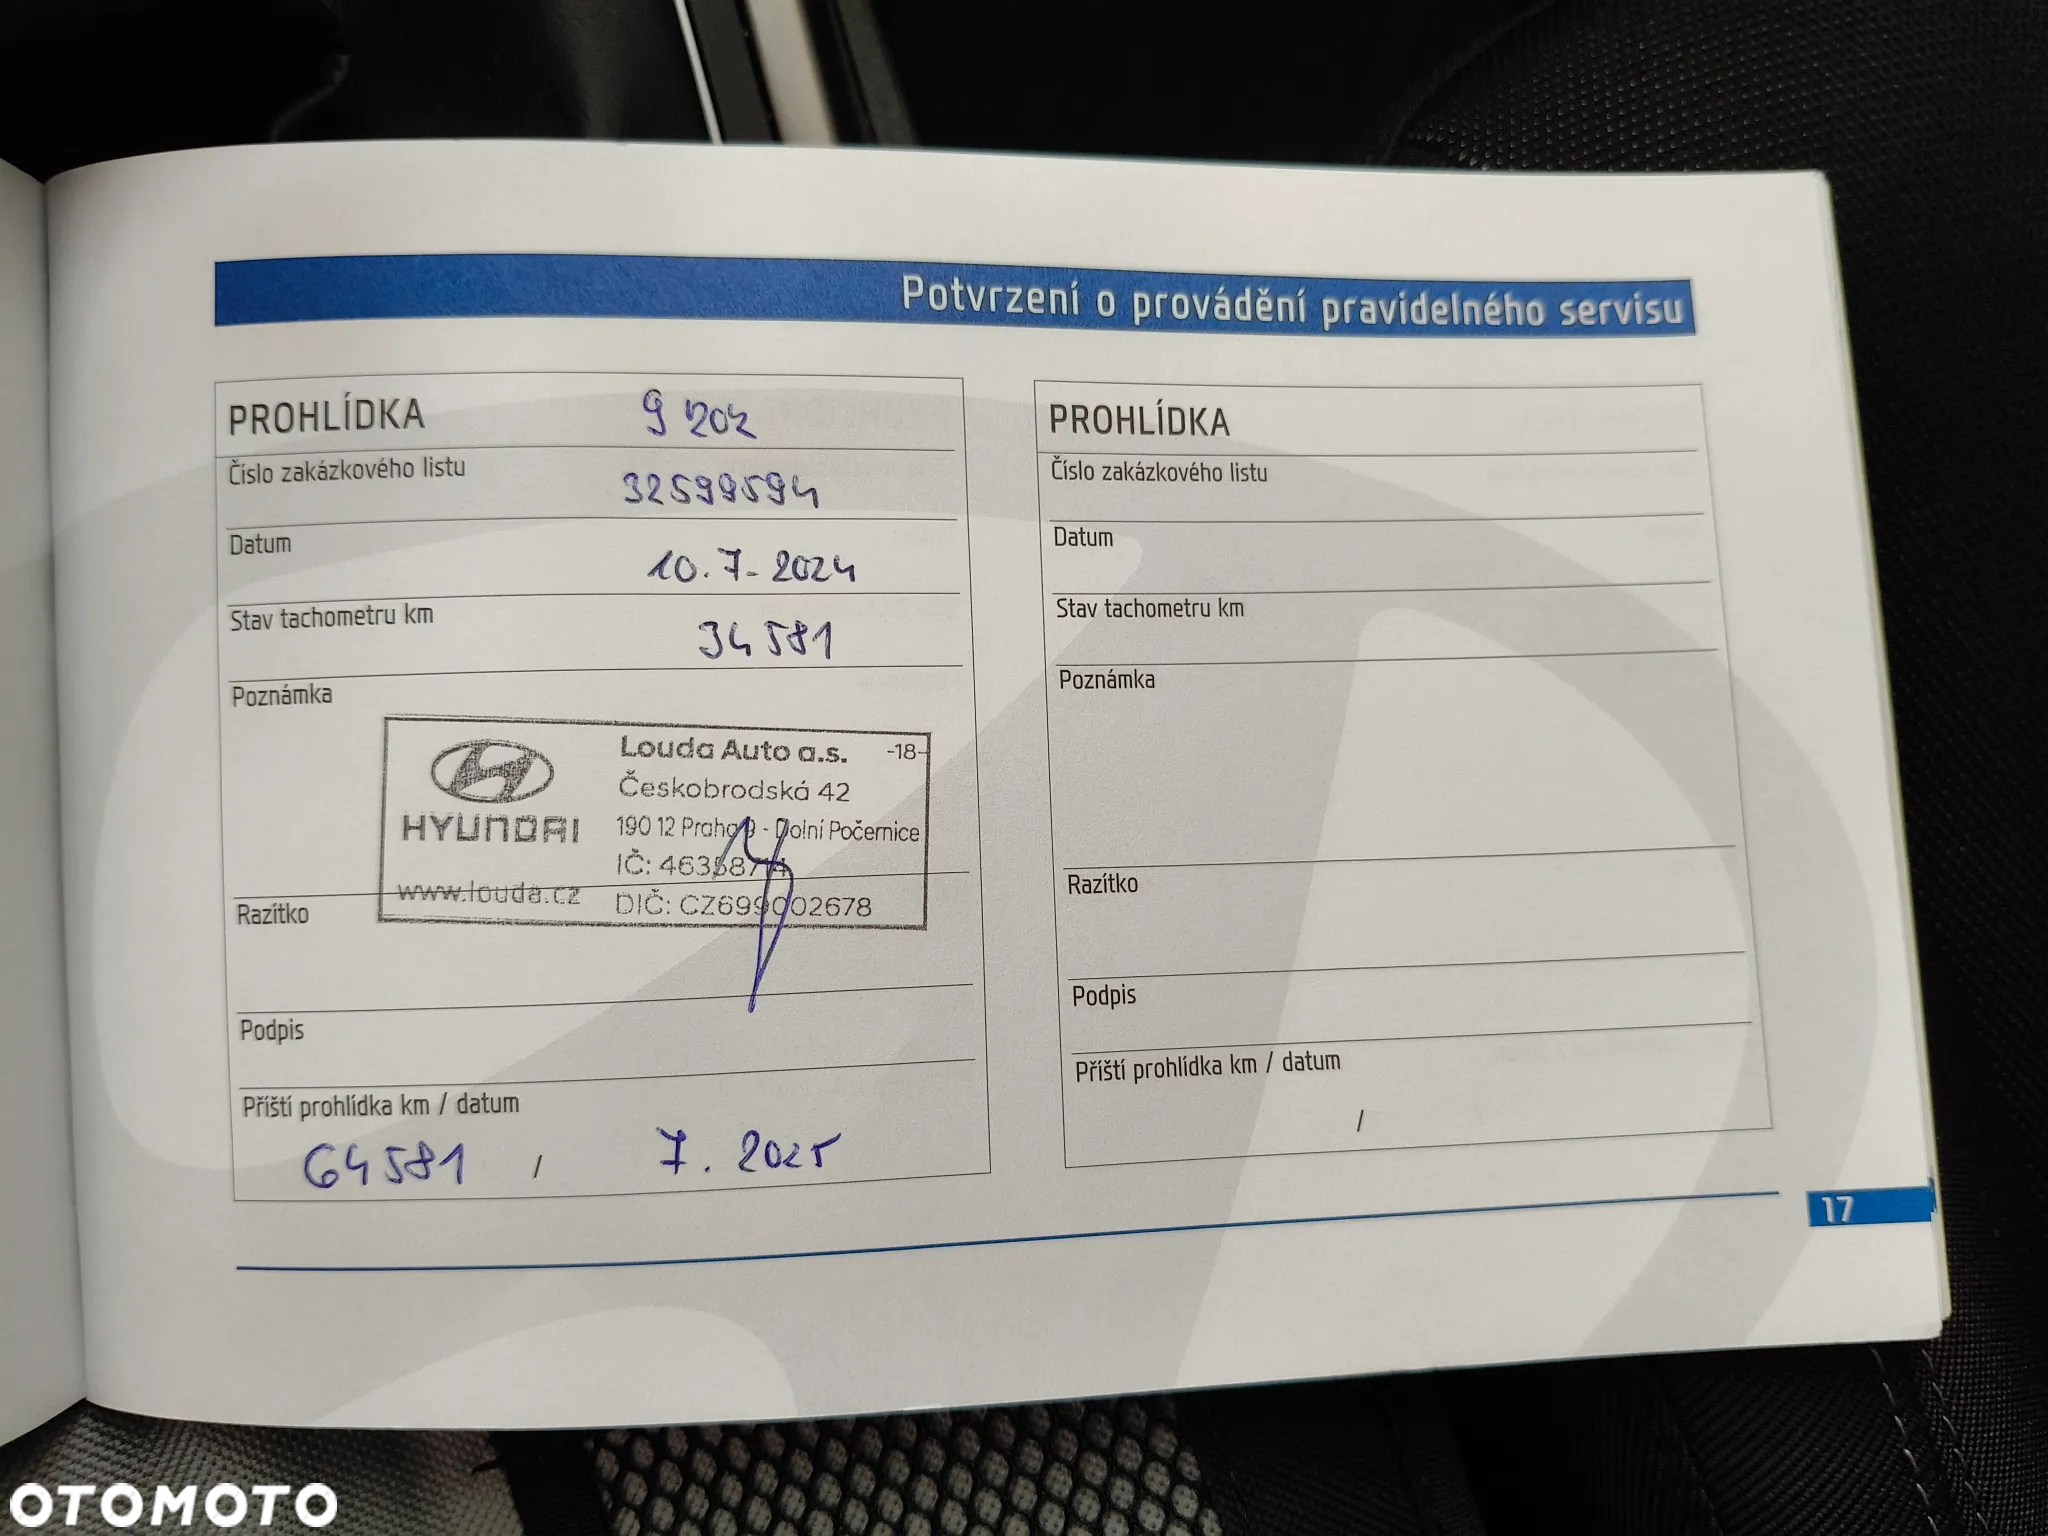 Potvrzení o provádění pravidelného servisu
PROHLÍDKA 9 202
Číslo zakázkového listu 32599594
Datum 10.7.2024
Stav tachometru km 34581
Poznámka
HYUNDAI
www.louda.cz
Louda Auto a.s. -18-
Českobrodská 42
190 12 Praha 9 - Dolní Počernice
IČ: 46358714
DIČ: CZ699002678
Razítko
Podpis
Příští prohlídka km / datum
64581 / 7. 2025
PROHLÍDKA
Číslo zakázkového listu
Datum
Stav tachometru km
Poznámka
Razítko
Podpis
Příští prohlídka km / datum
/
17
OTOMOTO